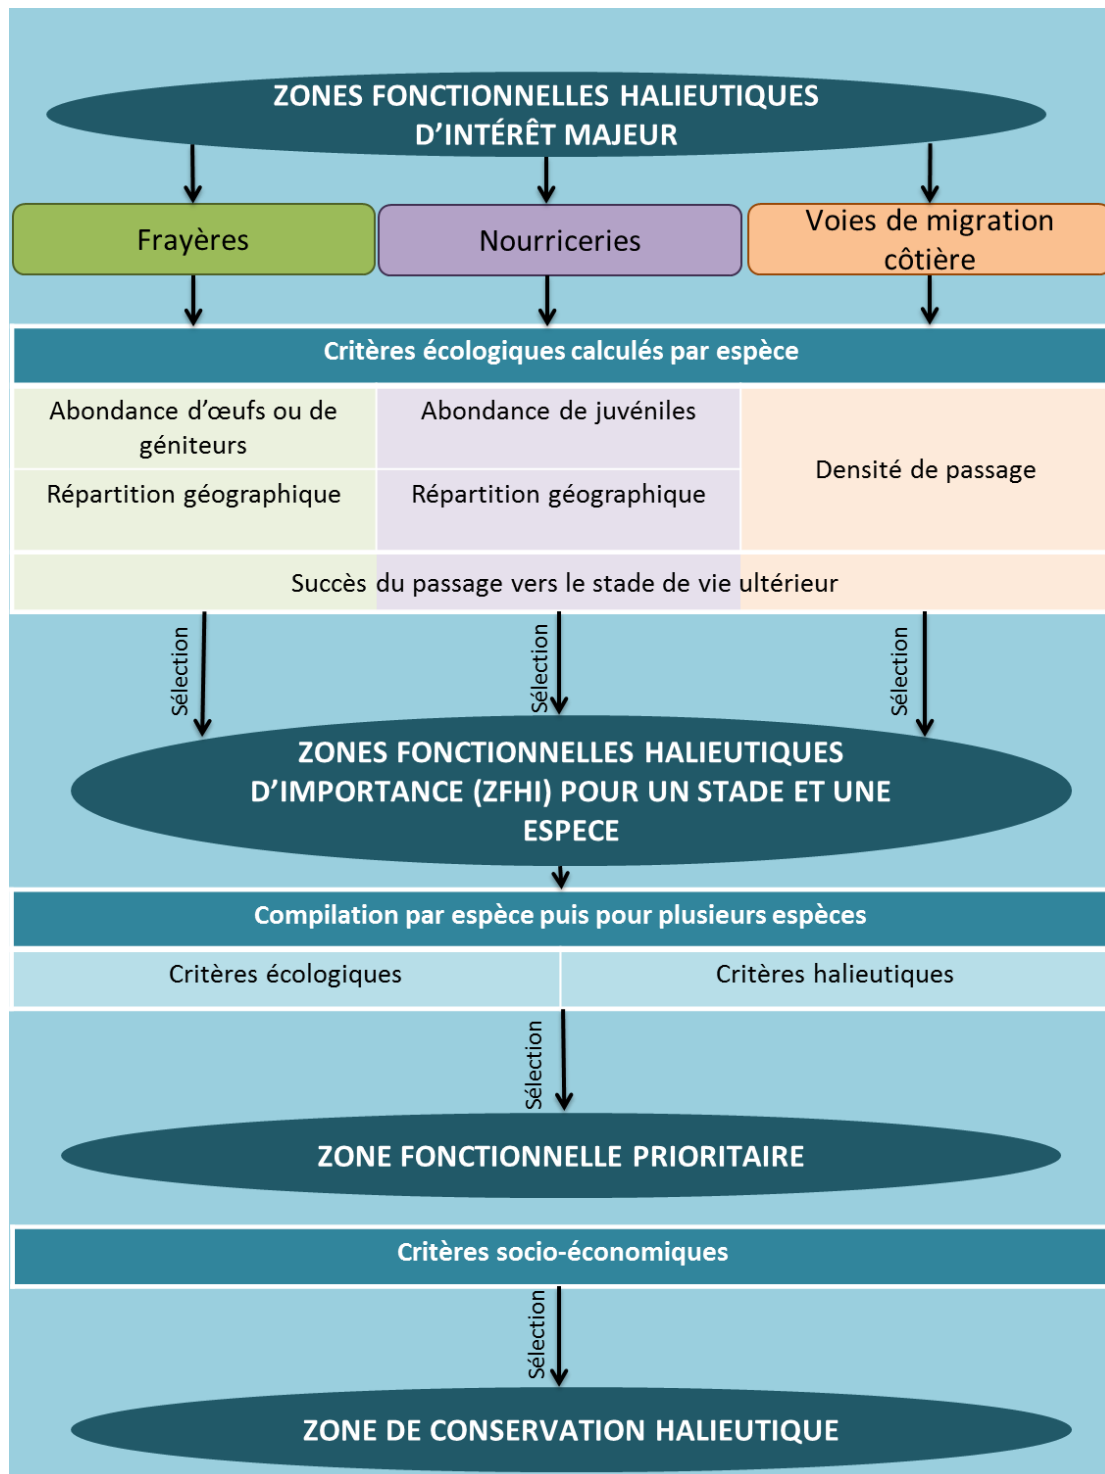 ZONES FONCTIONNELLES HALIEUTIQUES
D’INTÉRÊT MAJEUR
Frayères
Nourriceries
Voies de migration
côtière
Critères écologiques calculés par espèce
Abondance d’œufs ou de
géniteurs
Abondance de juvéniles
Densité de passage
Répartition géographique
Répartition géographique
Succès du passage vers le stade de vie ultérieur
Sélection
Sélection
Sélection
ZONES FONCTIONNELLES HALIEUTIQUES
D’IMPORTANCE (ZFHI) POUR UN STADE ET UNE
ESPECE
Compilation par espèce puis pour plusieurs espèces
Critères écologiques
Critères halieutiques
Sélection
ZONE FONCTIONNELLE PRIORITAIRE
Critères socio-économiques
Sélection
ZONE DE CONSERVATION HALIEUTIQUE